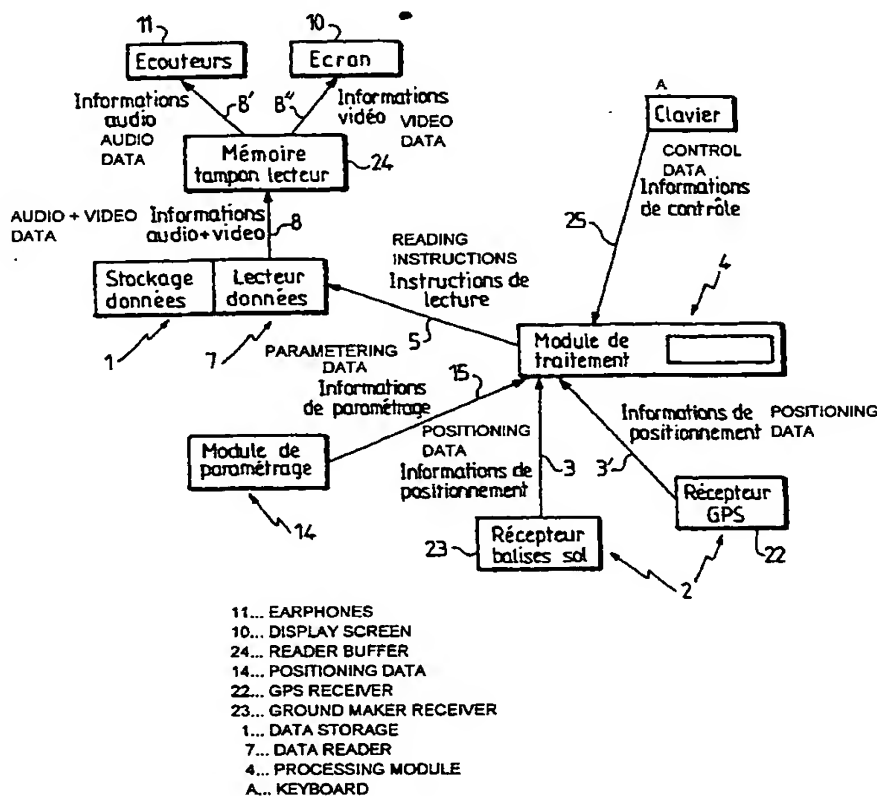 11
10
Ecouteurs
Ecran
Informations
audio
AUDIO
DATA
8'
8"
Informations
vidéo
VIDEO
DATA
Mémoire
tampon lecteur
24
A
Clavier
CONTROL
DATA
Informations
de contrôle
25
AUDIO + VIDEO
DATA
Informations
audio+video
8
READING
INSTRUCTIONS
Instructions de
lecture
5
4
Stockage
données
Lecteur
données
1
7
Module de
traitement
PARAMETERING
DATA
Informations
de paramétrage
15
Module de
paramétrage
14
POSITIONING
DATA
Informations de
positionnement
3
Informations de
positionnement
POSITIONING
DATA
3'
Récepteur
GPS
22
23
Récepteur
balises sol
2
11... EARPHONES
10... DISPLAY SCREEN
24... READER BUFFER
14... POSITIONING DATA
22... GPS RECEIVER
23... GROUND MAKER RECEIVER
1... DATA STORAGE
7... DATA READER
4... PROCESSING MODULE
A... KEYBOARD